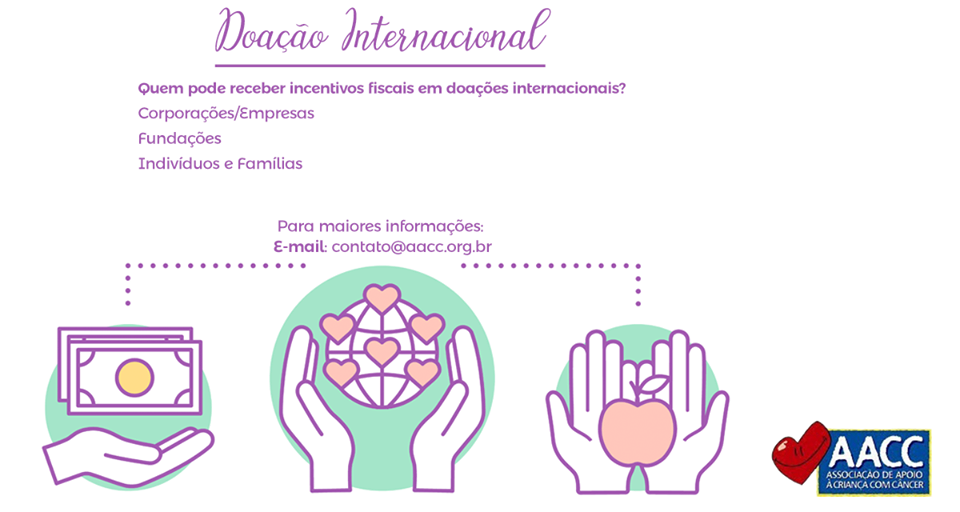 Doação Internacional
Quem pode receber incentivos fiscais em doações internacionais?
Corporações/Empresas
Fundações
Indivíduos e Famílias
Para maiores informações:
E-mail: contato@aacc.org.br
AACC
ASSOCIAÇÃO DE APOIO
À CRIANÇA COM CÂNCER